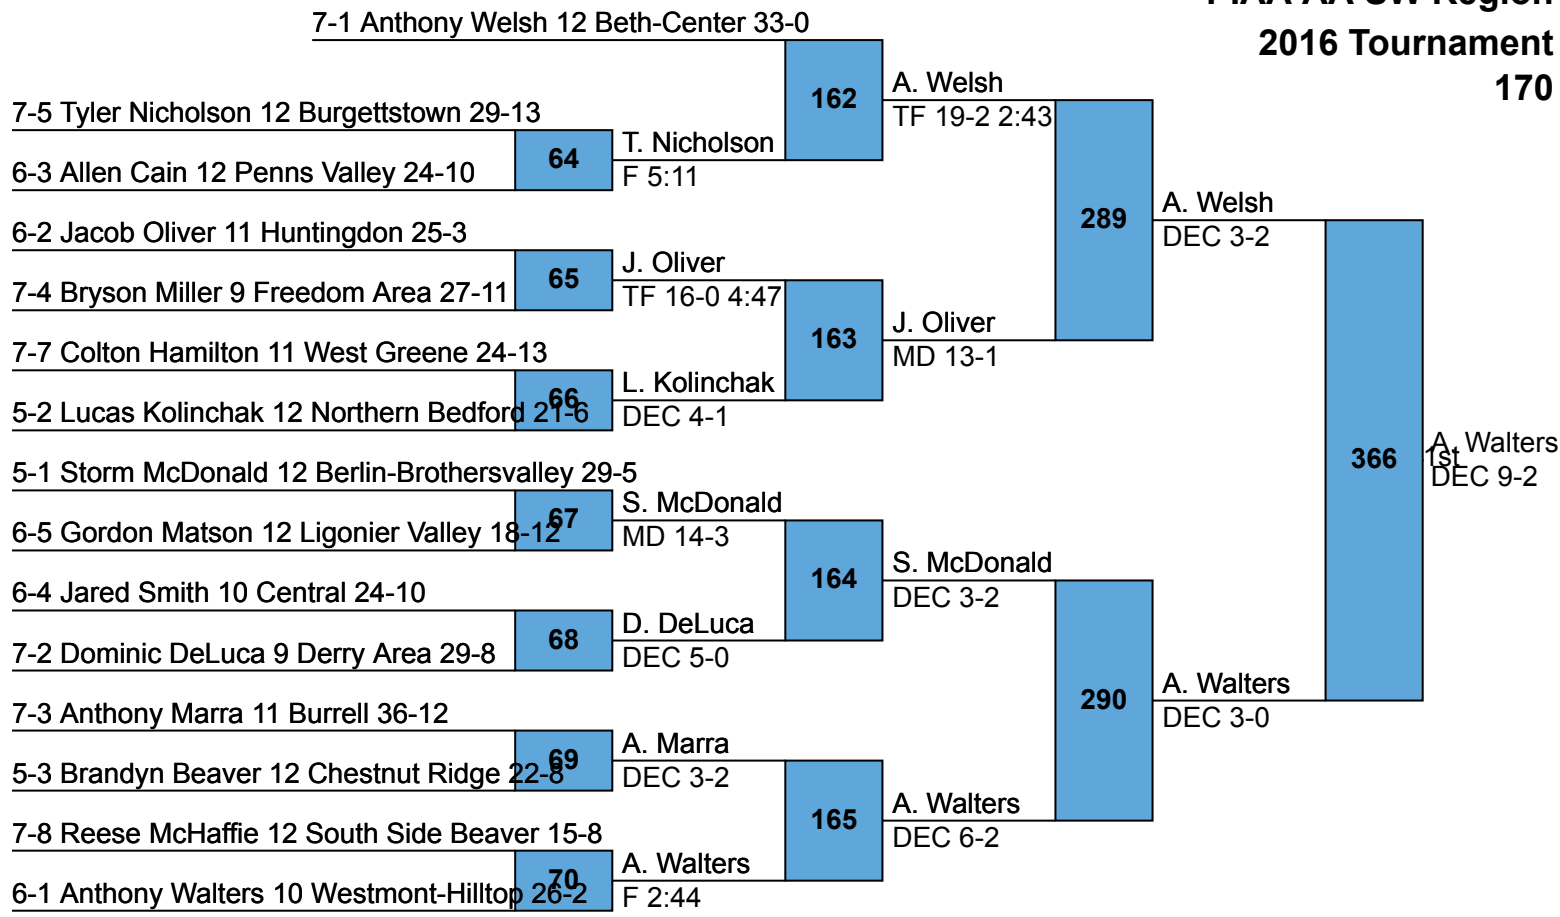 PIAA AA SW Region
2016 Tournament
170
7-1 Anthony Welsh 12 Beth-Center 33-0
162
A. Welsh
TF 19-2 2:43
7-5 Tyler Nicholson 12 Burgettstown 29-13
64
T. Nicholson
F 5:11
6-3 Allen Cain 12 Penns Valley 24-10
289
A. Welsh
DEC 3-2
6-2 Jacob Oliver 11 Huntingdon 25-3
65
J. Oliver
TF 16-0 4:47
7-4 Bryson Miller 9 Freedom Area 27-11
163
J. Oliver
MD 13-1
7-7 Colton Hamilton 11 West Greene 24-13
66
L. Kolinchak
DEC 4-1
5-2 Lucas Kolinchak 12 Northern Bedford 21-6
366
1st
A. Walters
DEC 9-2
5-1 Storm McDonald 12 Berlin-Brothersvalley 29-5
67
S. McDonald
MD 14-3
6-5 Gordon Matson 12 Ligonier Valley 18-12
164
S. McDonald
DEC 3-2
6-4 Jared Smith 10 Central 24-10
68
D. DeLuca
DEC 5-0
7-2 Dominic DeLuca 9 Derry Area 29-8
290
A. Walters
DEC 3-0
7-3 Anthony Marra 11 Burrell 36-12
69
A. Marra
DEC 3-2
5-3 Brandyn Beaver 12 Chestnut Ridge 22-8
165
A. Walters
DEC 6-2
7-8 Reese McHaffie 12 South Side Beaver 15-8
70
A. Walters
F 2:44
6-1 Anthony Walters 10 Westmont-Hilltop 26-2